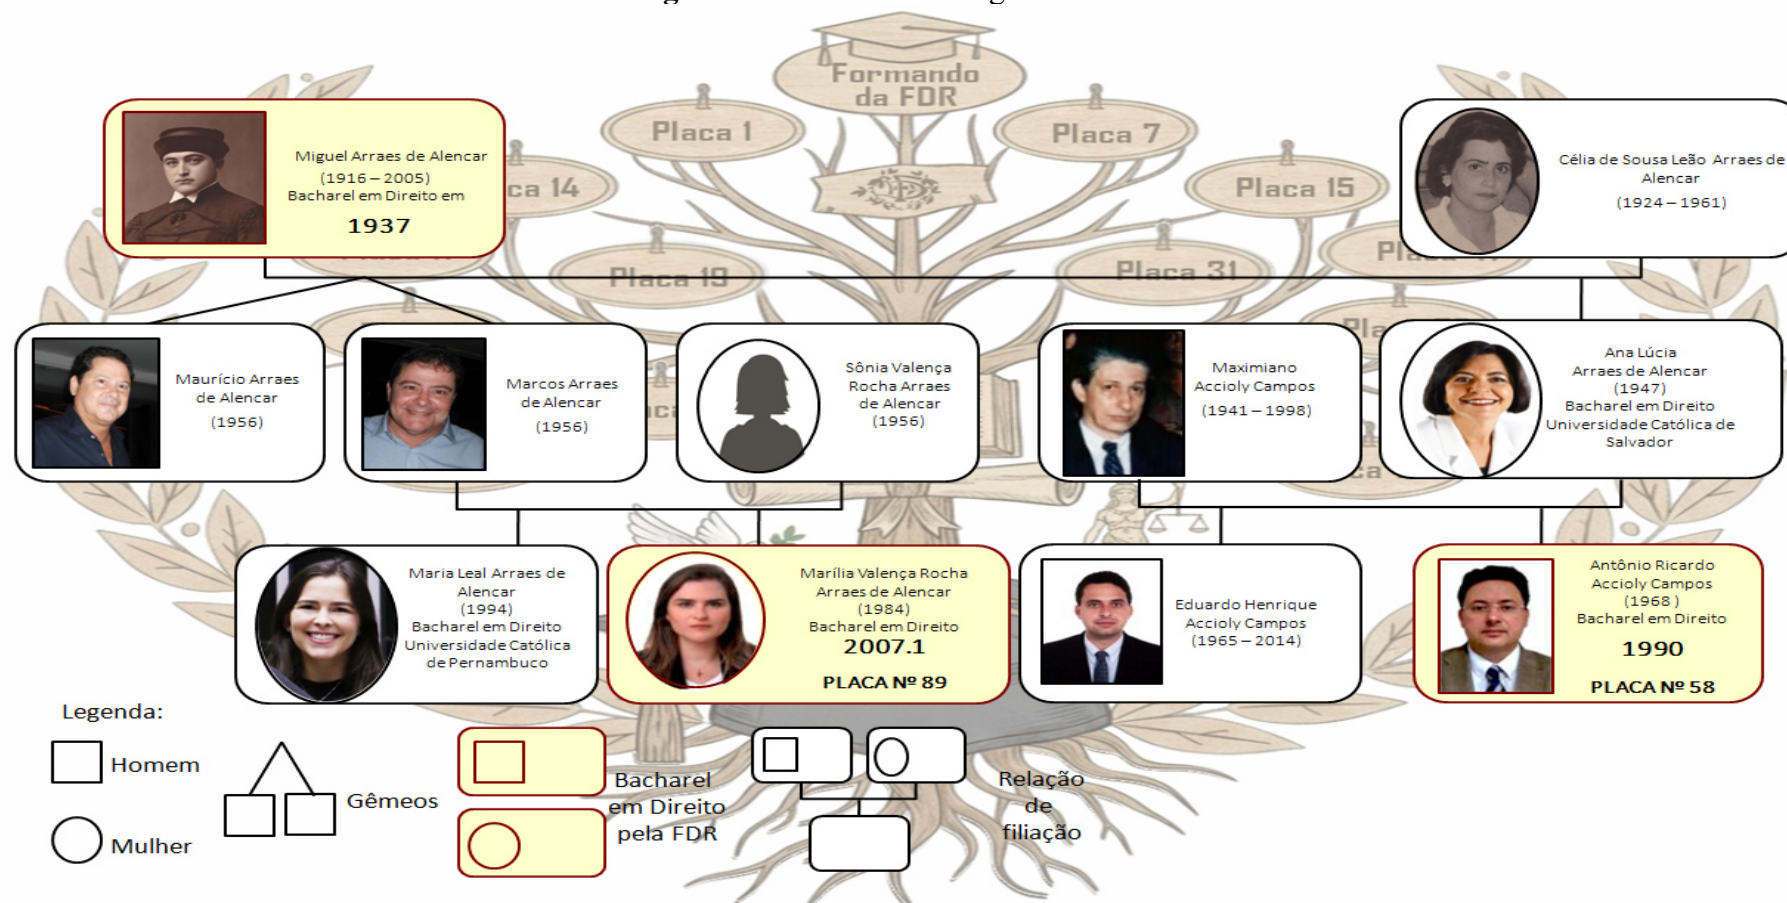 Formando
da FDR
Placa 1
Placa 7
ca 14
Placa 15
Placa 19
Placa 31
Miguel Arraes de Alencar
(1916 – 2005)
Bacharel em Direito em
1937
Célia de Sousa Leão Arraes de
Alencar
(1924 – 1961)
Maurício Arraes
de Alencar
(1956)
Marcos Arraes
de Alencar
(1956)
Sônia Valença
Rocha Arraes
de Alencar
(1956)
Maximiano
Accioly Campos
(1941 – 1998)
Ana Lúcia
Arraes de Alencar
(1947)
Bacharel em Direito
Universidade Católica de
Salvador
Maria Leal Arraes de
Alencar
(1994)
Bacharel em Direito
Universidade Católica
de Pernambuco
Marília Valença Rocha
Arraes de Alencar
(1984)
Bacharel em Direito
2007.1
PLACA Nº 89
Eduardo Henrique
Accioly Campos
(1965 – 2014)
Antônio Ricardo
Accioly Campos
(1968 )
Bacharel em Direito
1990
PLACA Nº 58
Legenda:
Homem
Mulher
Gêmeos
Bacharel
em Direito
pela FDR
Relação
de
filiação